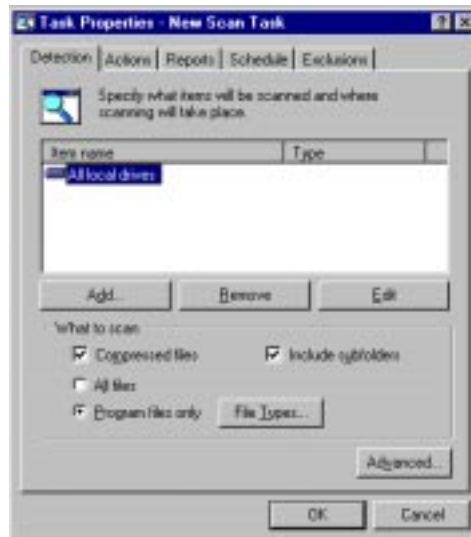 Task Properties - New Scan Task
Detection Actions Reports Schedule Exclusions
Specify what items will be scanned and where
scanning will take place.
Item name Type
All local drives
Add... Remove Edit
What to scan
Compressed files Include subfolders
All files
Program files only File Types...
Advanced...
OK Cancel